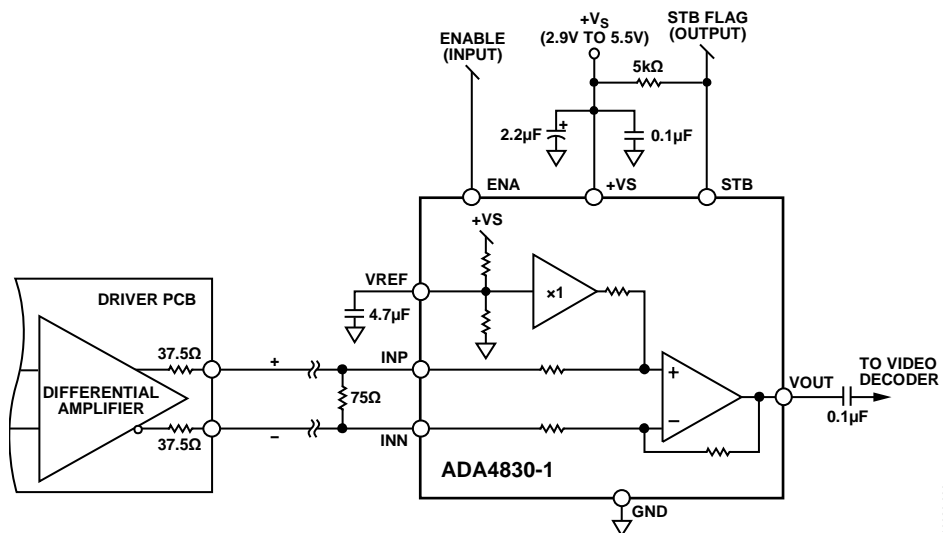 +VS
(2.9V TO 5.5V)
STB FLAG
(OUTPUT)
ENABLE
(INPUT)
5kΩ
2.2µF
+
0.1µF
ENA
+VS
STB
+VS
VREF
×1
4.7µF
DRIVER PCB
37.5Ω
+
INP
+
VOUT
TO VIDEO
DECODER
DIFFERENTIAL
AMPLIFIER
75Ω
0.1µF
37.5Ω
–
INN
–
ADA4830-1
GND